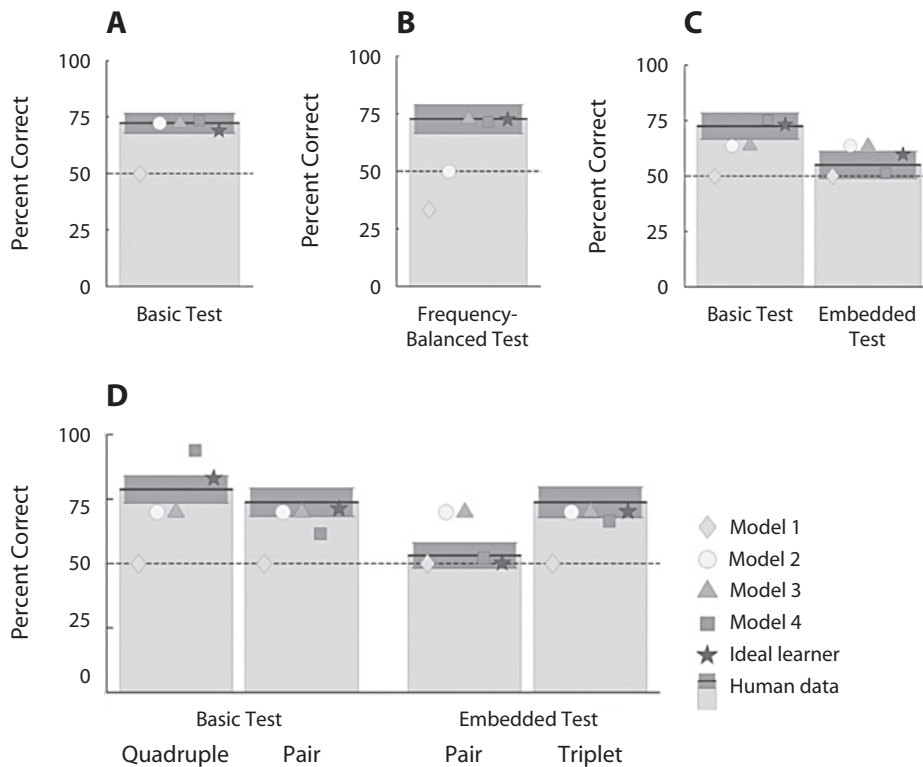 A
B
C
Percent Correct
100
75
50
25
0
Basic Test
Percent Correct
100
75
50
25
0
Frequency-
Balanced Test
Percent Correct
100
75
50
25
0
Basic Test
Embedded
Test
D
Percent Correct
100
75
50
25
0
Basic Test
Embedded Test
Quadruple
Pair
Pair
Triplet
Model 1
Model 2
Model 3
Model 4
Ideal learner
Human data